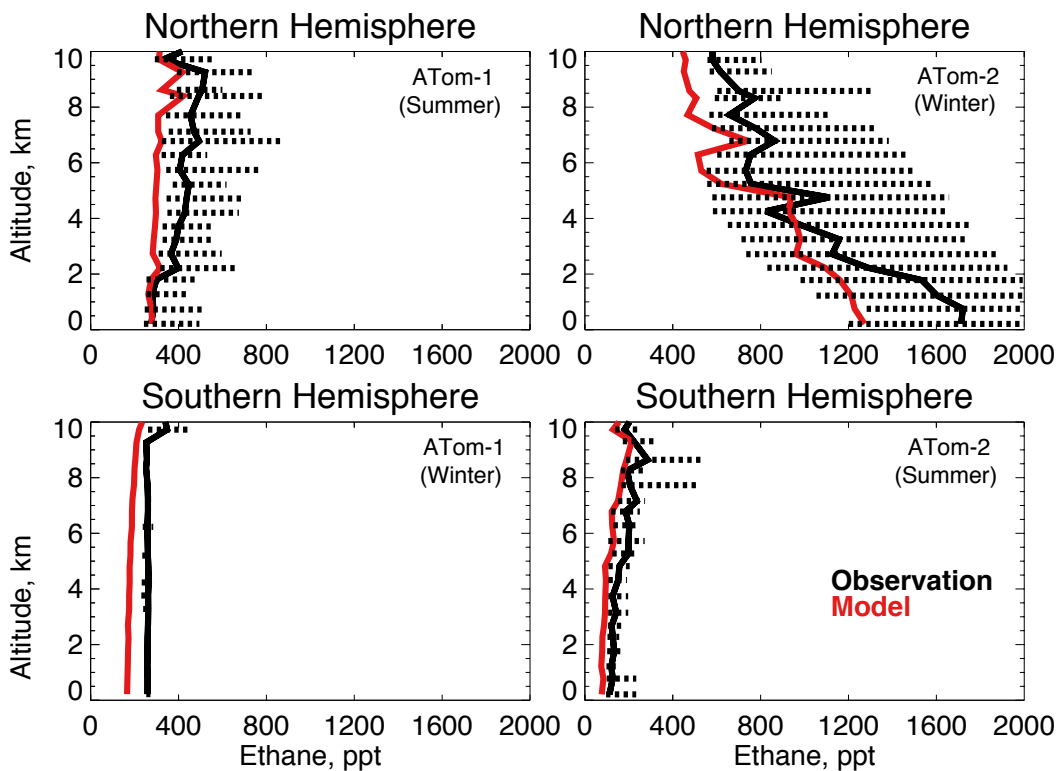 Northern Hemisphere
Altitude, km
10
8
6
4
2
0
ATom-1
(Summer)
0 400 800 1200 1600 2000
Northern Hemisphere
10
8
6
4
2
0
ATom-2
(Winter)
0 400 800 1200 1600 2000
Southern Hemisphere
Altitude, km
10
8
6
4
2
0
ATom-1
(Winter)
0 400 800 1200 1600 2000
Ethane, ppt
Southern Hemisphere
10
8
6
4
2
0
ATom-2
(Summer)
Observation
Model
0 400 800 1200 1600 2000
Ethane, ppt